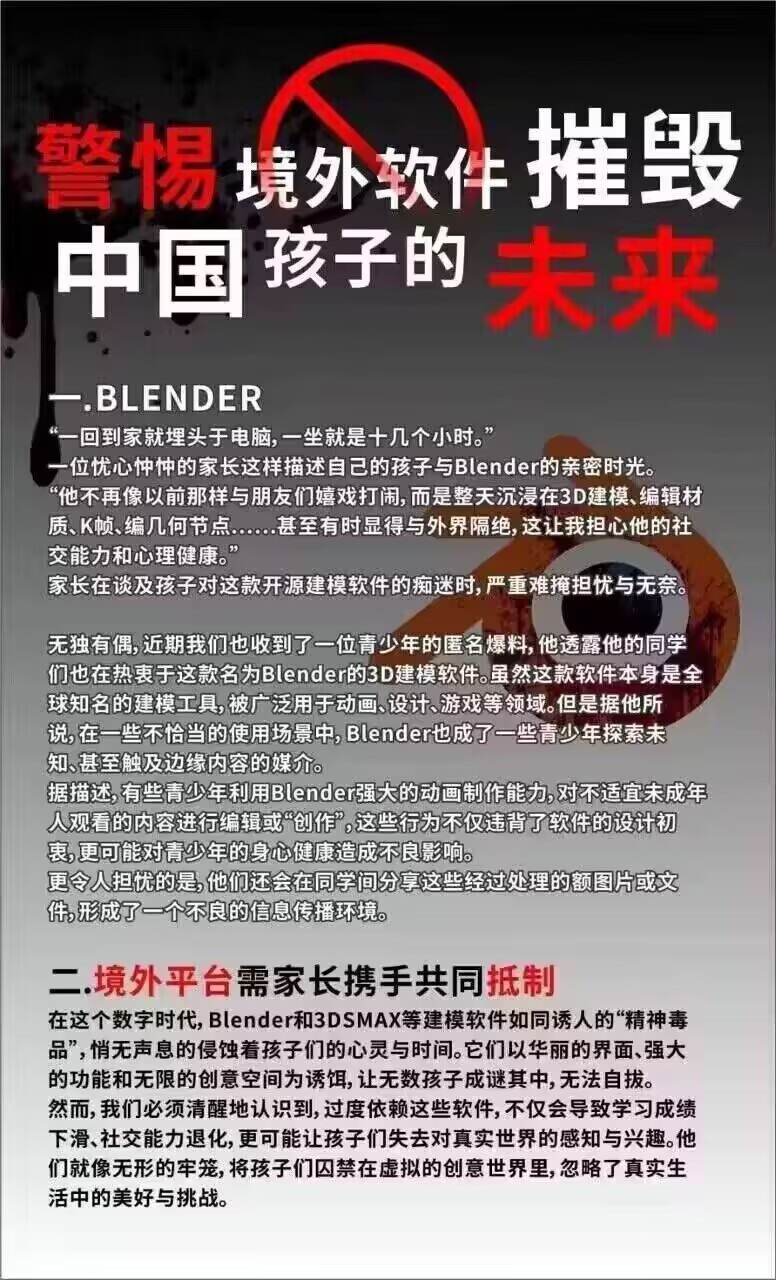 警惕境外软件摧毁
中国孩子的未来
一.BLENDER
“一回到家就埋头于电脑,一坐就是十几个小时。”
一位忧心忡忡的家长这样描述自己的孩子与Blender的亲密时光。
“他不再像以前那样与朋友们嬉戏打闹,而是整天沉浸在3D建模、编辑材
质、K帧、编几何节点……甚至有时显得与外界隔绝,这让我担心他的社
交能力和心理健康。”
家长在谈及孩子对这款开源建模软件的痴迷时,严重难掩担忧与无奈。
无独有偶,近期我们也收到了一位青少年的匿名爆料,他透露他的同学
们也在热衷于这款名为Blender的3D建模软件。虽然这款软件本身是全
球知名的建模工具,被广泛用于动画、设计、游戏等领域。但是据他所
说,在一些不恰当的使用场景中,Blender也成了一些青少年探索未
知、甚至触及边缘内容的媒介。
据描述,有些青少年利用Blender强大的动画制作能力,对不适宜未成年
人观看的内容进行编辑或“创作”,这些行为不仅违背了软件的设计初
衷,更可能对青少年的身心健康造成不良影响。
更令人担忧的是,他们还会在同学间分享这些经过处理的额图片或文
件,形成了一个不良的信息传播环境。
二.境外平台需家长携手共同抵制
在这个数字时代,Blender和3DSMAX等建模软件如同诱人的“精神毒
品”,悄无声息的侵蚀着孩子们的心灵与时间。它们以华丽的界面、强大
的功能和无限的创意空间为诱饵,让无数孩子成谜其中,无法自拔。
然而,我们必须清醒地认识到,过度依赖这些软件,不仅会导致学习成绩
下滑、社交能力退化,更可能让孩子们失去对真实世界的感知与兴趣。他
们就像无形的牢笼,将孩子们囚禁在虚拟的创意世界里,忽略了真实生
活中的美好与挑战。